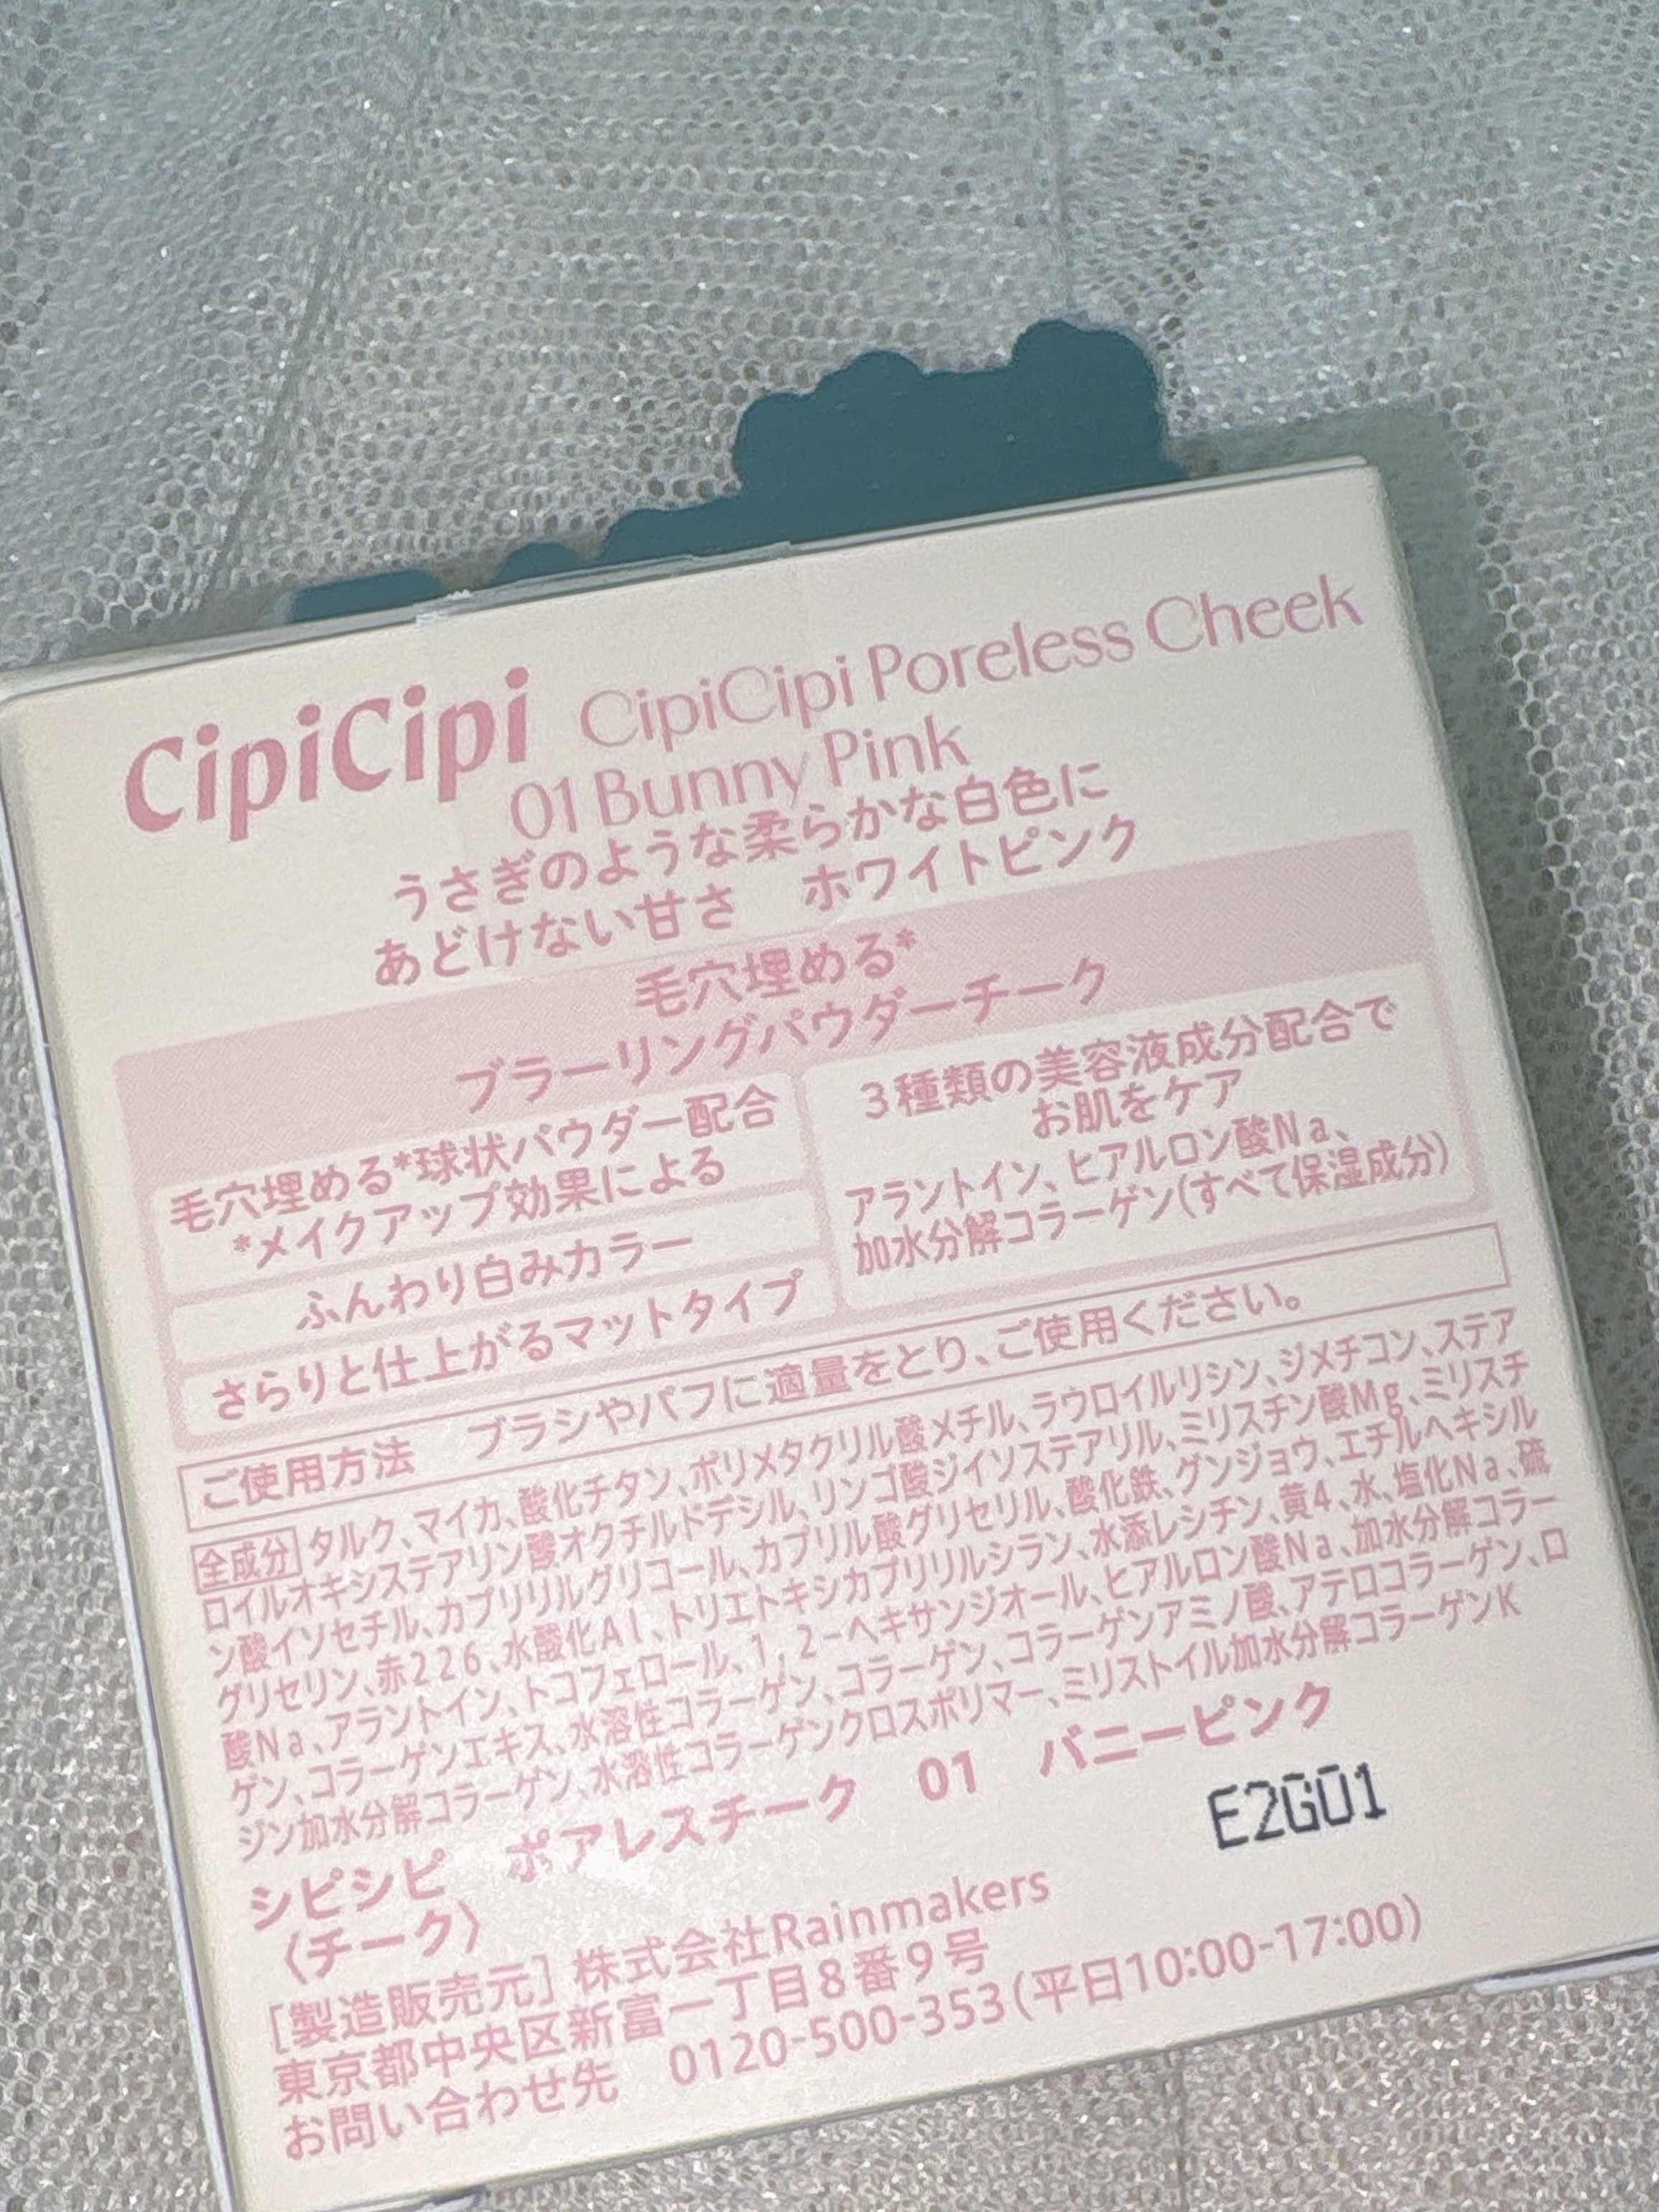 CipiCipi
CipiCipi Poreless Cheek
01 Bunny Pink
うさぎのような柔らかな白色に
あどけない甘さ　ホワイトピンク
毛穴埋める*
ブラーリングパウダーチーク
毛穴埋める*球状パウダー配合
*メイクアップ効果による
ふんわり白みカラー
さらりと仕上がるマットタイプ
3種類の美容液成分配合で
お肌をケア
アラントイン、ヒアルロン酸Na、
加水分解コラーゲン(すべて保湿成分)
ご使用方法　ブラシやパフに適量をとり、ご使用ください。
全成分 タルク、マイカ、酸化チタン、ポリメタクリル酸メチル、ラウロイルリシン、ジメチコン、ステア
ロイルオキシステアリン酸オクチルドデシル、リンゴ酸ジイソステアリル、ミリスチン酸Mg、ミリスチ
ン酸イソセチル、カプリリルグリコール、カプリル酸グリセリル、酸化鉄、グンジョウ、エチルヘキシル
グリセリン、赤226、水酸化Al、トリエトキシカプリリルシラン、水添レシチン、黄4、水、塩化Na、硫
酸Na、アラントイン、トコフェロール、1,2-ヘキサンジオール、ヒアルロン酸Na、加水分解コラー
ゲン、コラーゲンエキス、水溶性コラーゲン、コラーゲン、コラーゲンアミノ酸、アテロコラーゲン、ロ
ジン加水分解コラーゲン、水溶性コラーゲンクロスポリマー、ミリストイル加水分解コラーゲンK
シピシピ　ポアレスチーク　01　バニーピンク
〈チーク〉
E2G01
[製造販売元] 株式会社Rainmakers
東京都中央区新富一丁目8番9号
お問い合わせ先　0120-500-353(平日10:00-17:00)